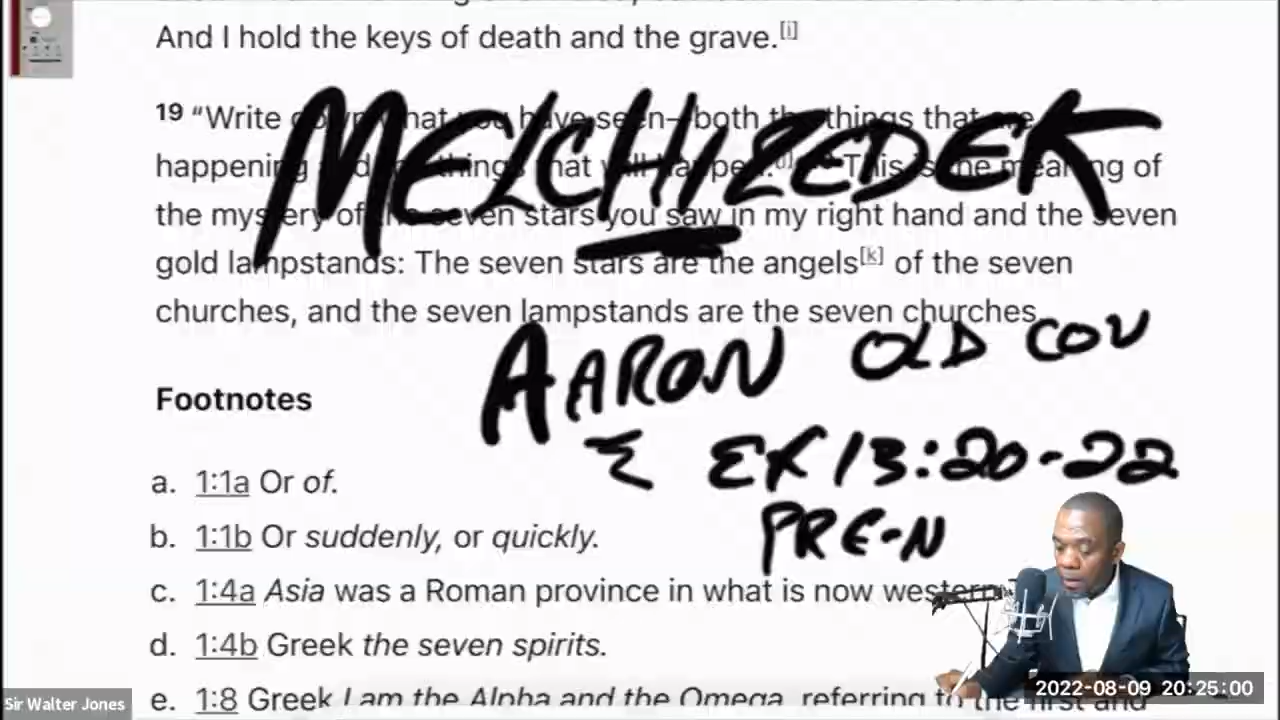 And I hold the keys of death and the grave.[i]
MELCHIZEDEK
19 “Write what you have seen—both the things that are
happening things that will happen.[j] This is the meaning of
the mystery of the seven stars you saw in my right hand and the seven
gold lampstands: The seven stars are the angels[k] of the seven
churches, and the seven lampstands are the seven churches.
AARON OLD COV
EX 13:20-22
PRE-N
Footnotes
a. 1:1a Or of.
b. 1:1b Or suddenly, or quickly.
c. 1:4a Asia was a Roman province in what is now western
d. 1:4b Greek the seven spirits.
e. 1:8 Greek I am the Alpha and the Omega, referring to the first and
Sir Walter Jones
2022-08-09 20:25:00